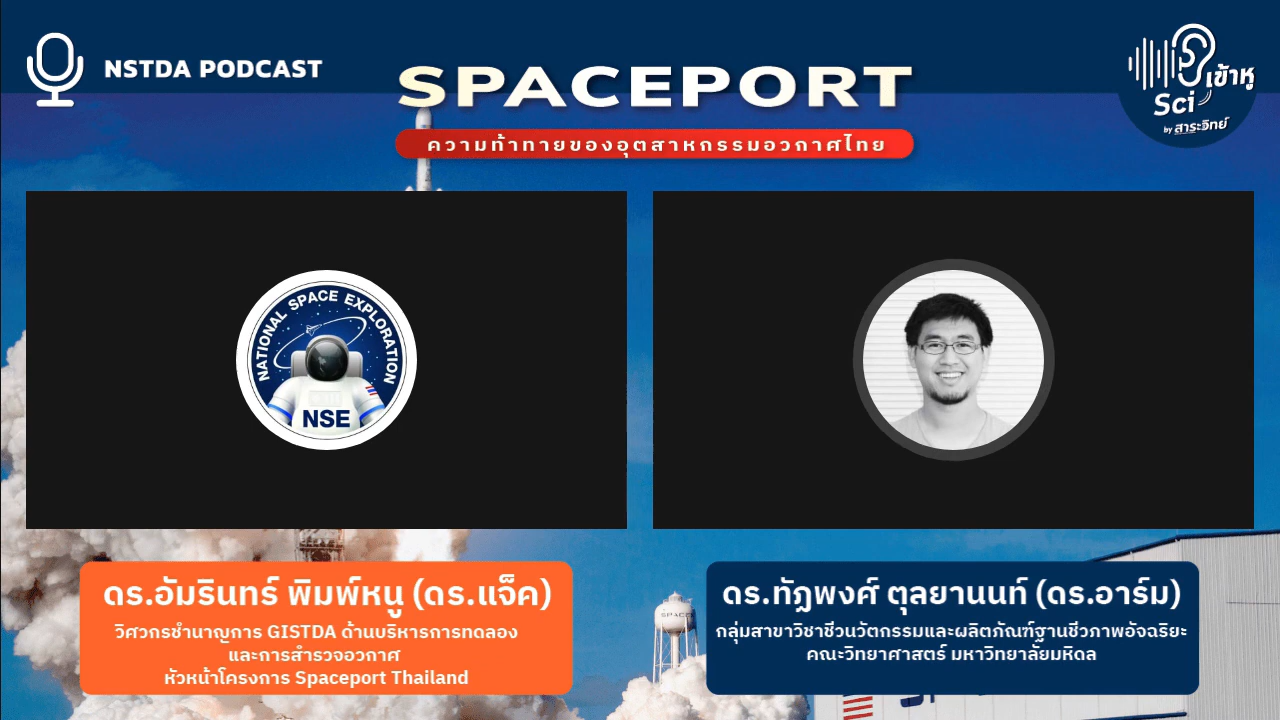 NSTDA PODCAST
SPACEPORT
ความท้าทายของอุตสาหกรรมอวกาศไทย
เข้าหู
Sci
by สาระวิทย์
NATIONAL SPACE EXPLORATION
NSE
ดร.อัมรินทร์ พิมพ์หนู (ดร.แจ็ค)
วิศวกรชำนาญการ GISTDA ด้านบริหารการทดลอง
และการสำรวจอวกาศ
หัวหน้าโครงการ Spaceport Thailand
ดร.ทัฏพงศ์ ตุลยานนท์ (ดร.อาร์ม)
กลุ่มสาขาวิชาชีวนวัตกรรมและผลิตภัณฑ์ฐานชีวภาพอัจฉริยะ
คณะวิทยาศาสตร์ มหาวิทยาลัยมหิดล